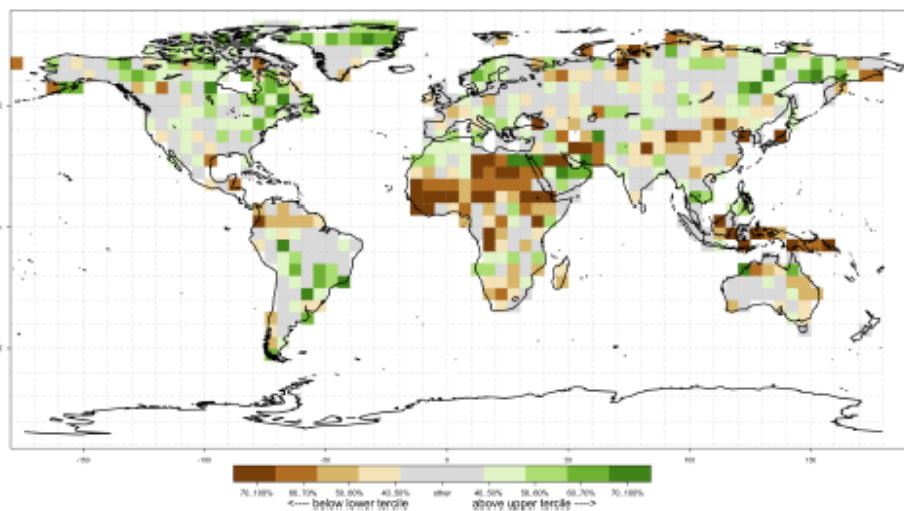 -150 -100 -50 0 50 100 150
70..100% 60..70% 50..60% 40..50% other 40..50% 50..60% 60..70% 70..100%
<---- below lower tercile above upper tercile ---->